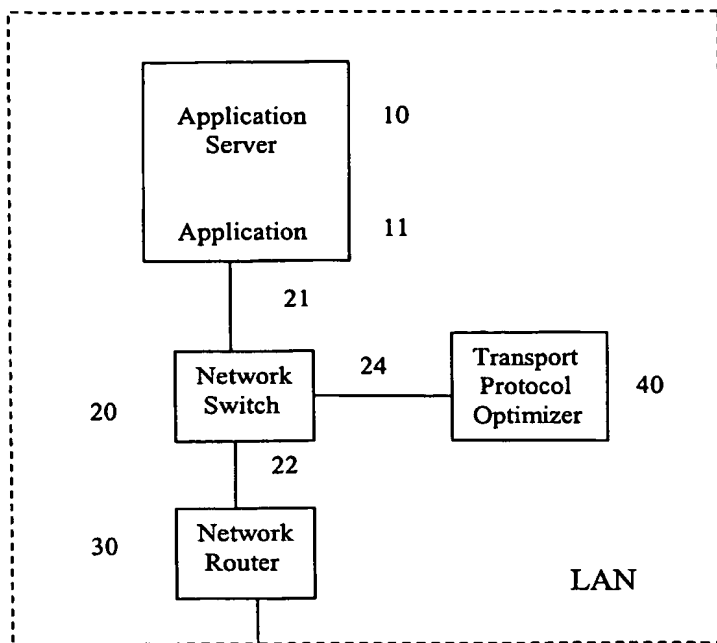 Application
Server
10
Application
11
21
Network
Switch
20
24
Transport
Protocol
Optimizer
40
22
Network
Router
30
LAN